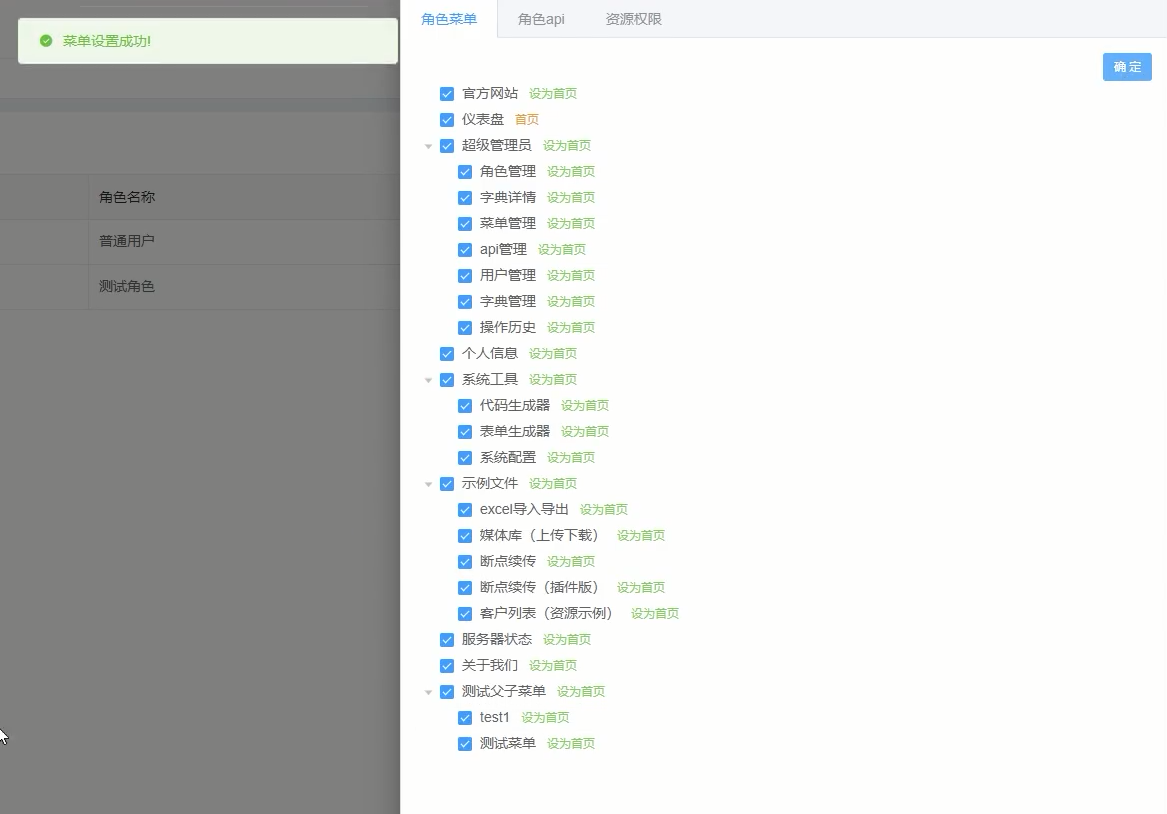 菜单设置成功!
角色名称
普通用户
测试角色
角色菜单 角色api 资源权限
确 定
官方网站 设为首页
仪表盘 首页
超级管理员 设为首页
角色管理 设为首页
字典详情 设为首页
菜单管理 设为首页
api管理 设为首页
用户管理 设为首页
字典管理 设为首页
操作历史 设为首页
个人信息 设为首页
系统工具 设为首页
代码生成器 设为首页
表单生成器 设为首页
系统配置 设为首页
示例文件 设为首页
excel导入导出 设为首页
媒体库（上传下载） 设为首页
断点续传 设为首页
断点续传（插件版） 设为首页
客户列表（资源示例） 设为首页
服务器状态 设为首页
关于我们 设为首页
测试父子菜单 设为首页
test1 设为首页
测试菜单 设为首页